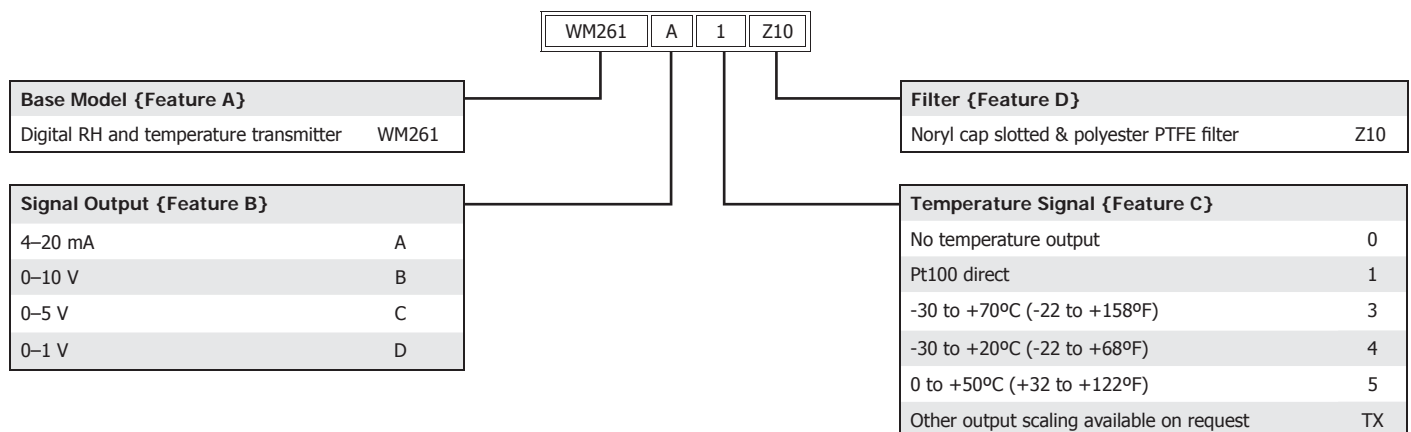 WM261 A 1 Z10
Base Model {Feature A}
Digital RH and temperature transmitter WM261
Signal Output {Feature B}
4–20 mA A
0–10 V B
0–5 V C
0–1 V D
Filter {Feature D}
Noryl cap slotted & polyester PTFE filter Z10
Temperature Signal {Feature C}
No temperature output 0
Pt100 direct 1
-30 to +70ºC (-22 to +158ºF) 3
-30 to +20ºC (-22 to +68ºF) 4
0 to +50ºC (+32 to +122ºF) 5
Other output scaling available on request TX